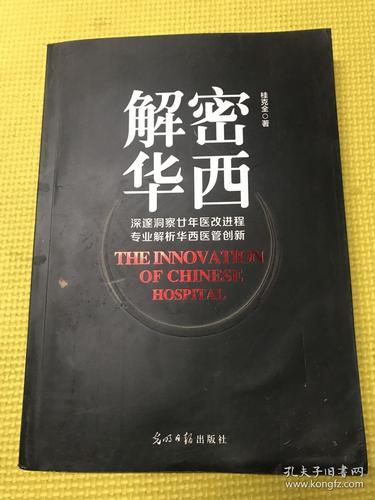 解密
华西
桂克全◎著
深邃洞察廿年医改进程
专业解析华西医管创新
THE INNOVATION
OF CHINESE
HOSPITAL
光明日报出版社
孔夫子旧书网
www.kongfz.com